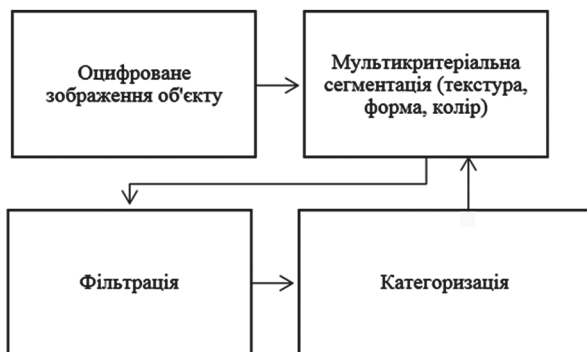 Оцифроване
зображення об'єкту
Мультикритеріальна
сегментація (текстура,
форма, колір)
Фільтрація
Категоризація